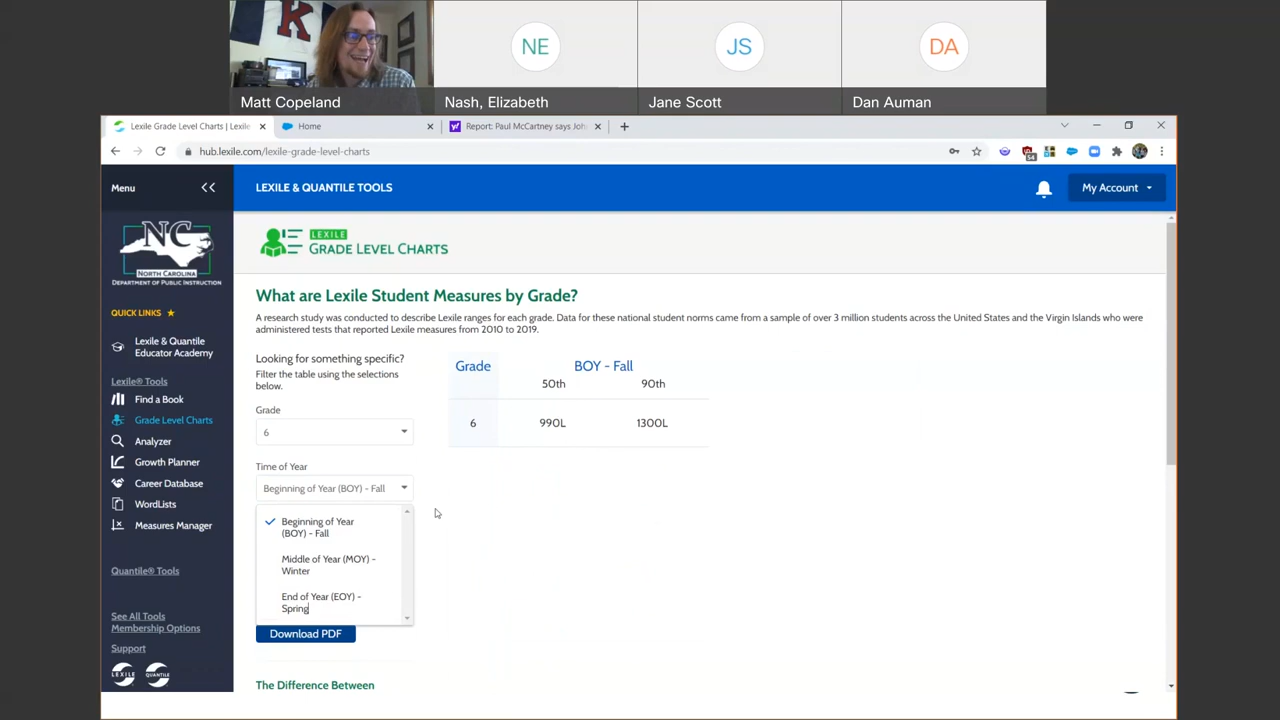 K
NE
JS
DA
Matt Copeland
Nash, Elizabeth
Jane Scott
Dan Auman
Lexile Grade Level Charts | Lexile
Home
Report: Paul McCartney says Joh
hub.lexile.com/lexile-grade-level-charts
54
Menu
LEXILE & QUANTILE TOOLS
My Account
NC
NORTH CAROLINA
DEPARTMENT OF PUBLIC INSTRUCTION
LEXILE
GRADE LEVEL CHARTS
What are Lexile Student Measures by Grade?
A research study was conducted to describe Lexile ranges for each grade. Data for these national student norms came from a sample of over 3 million students across the United States and the Virgin Islands who were
administered tests that reported Lexile measures from 2010 to 2019.
QUICK LINKS
Lexile & Quantile
Educator Academy
Lexile® Tools
Find a Book
Grade Level Charts
Analyzer
Growth Planner
Career Database
WordLists
Measures Manager
Quantile® Tools
See All Tools
Membership Options
Support
LEXILE
QUANTILE
Looking for something specific?
Filter the table using the selections
below.
Grade
6
Time of Year
Beginning of Year (BOY) - Fall
Beginning of Year
(BOY) - Fall
Middle of Year (MOY) -
Winter
End of Year (EOY) -
Spring
Download PDF
The Difference Between
Grade
BOY - Fall
50th
90th
6
990L
1300L